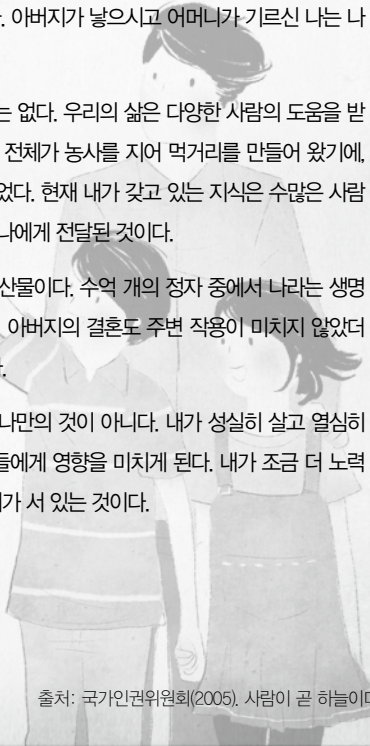 . 아버지가 낳으시고 어머니가 기르신 나는 나
는 없다. 우리의 삶은 다양한 사람의 도움을 받
전체가 농사를 지어 먹거리를 만들어 왔기에,
었다. 현재 내가 갖고 있는 지식은 수많은 사람
나에게 전달된 것이다.
산물이다. 수억 개의 정자 중에서 나라는 생명
아버지의 결혼도 주변 작용이 미치지 않았더
나만의 것이 아니다. 내가 성실히 살고 열심히
들에게 영향을 미치게 된다. 내가 조금 더 노력
가 서 있는 것이다.
출처: 국가인권위원회(2005). 사람이 곧 하늘이다